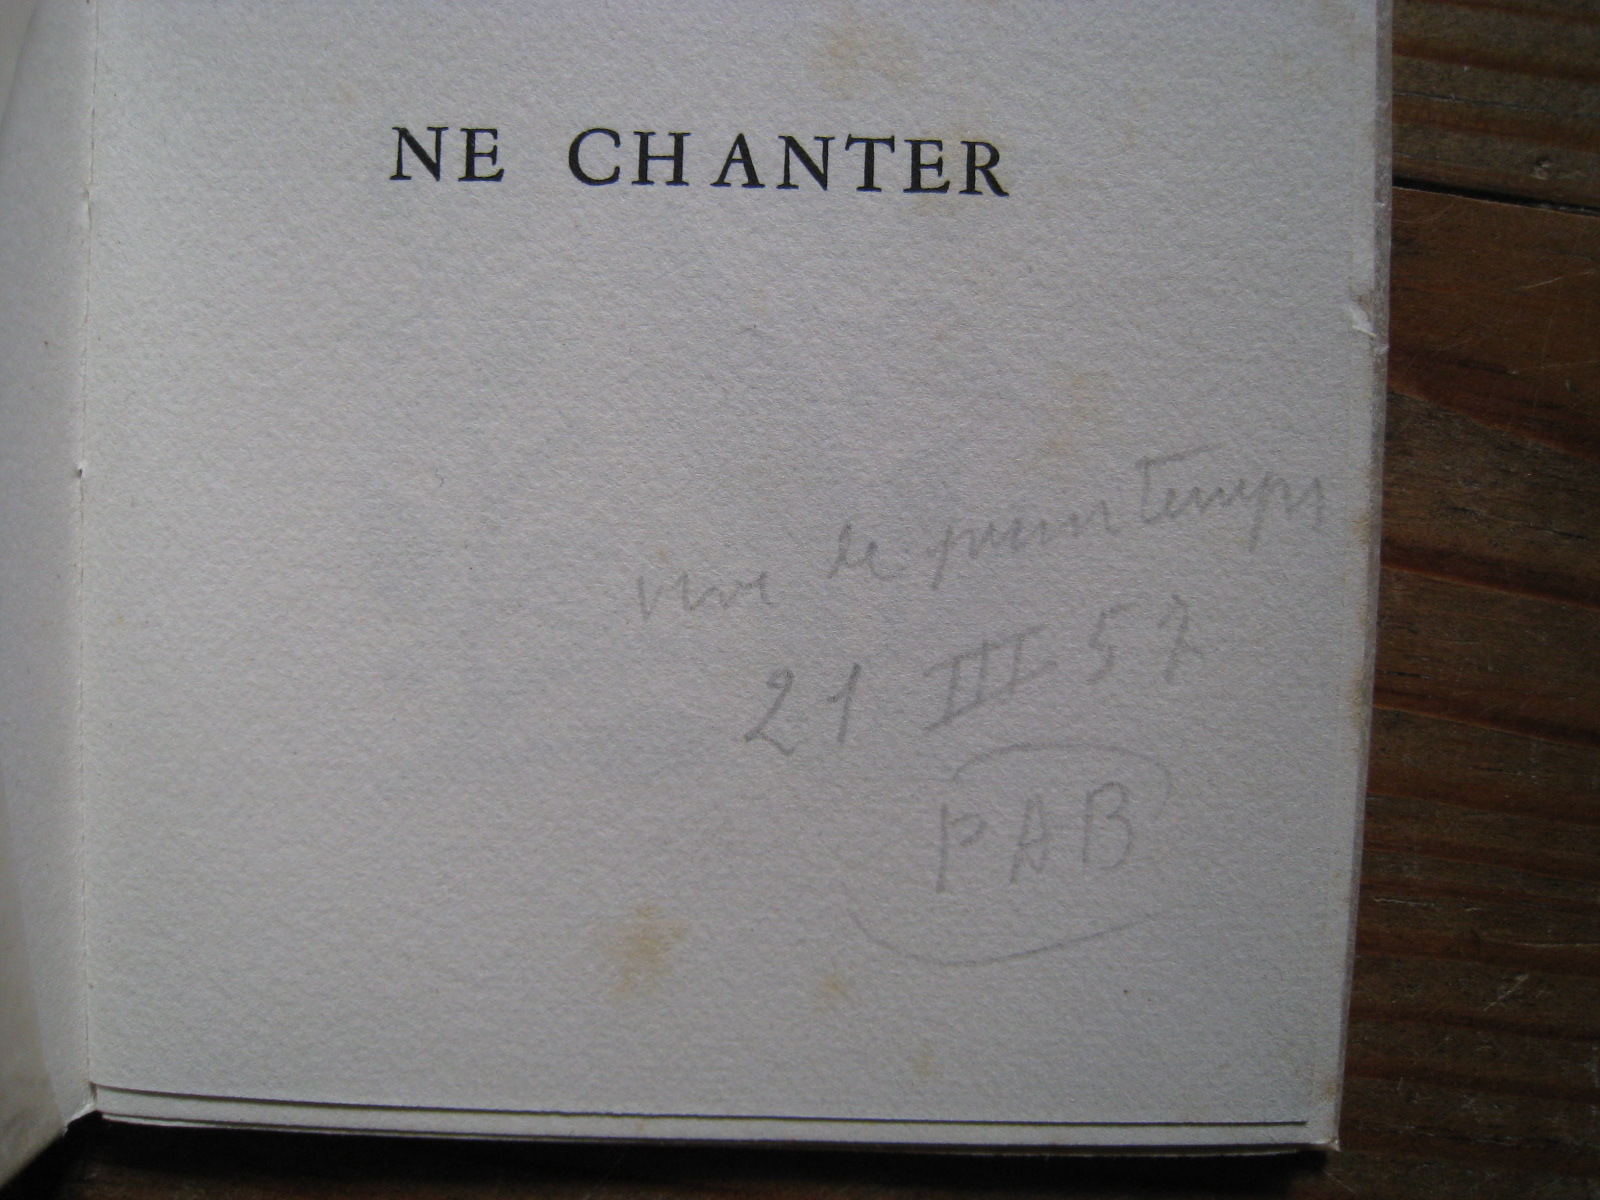 NE CHANTER
vive le printemps
21 III 57
PAB